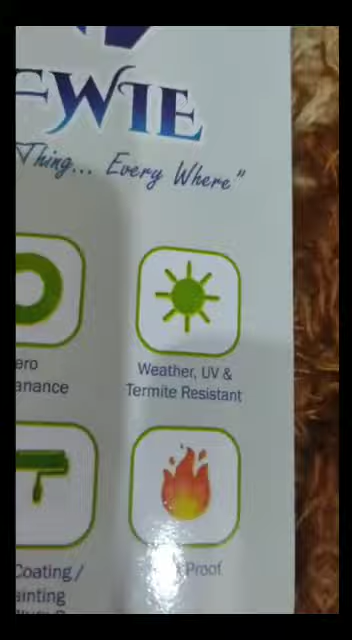 FWIE
Thing... Every Where"
ero
anance
Weather, UV &
Termite Resistant
Coating /
ainting
Proof